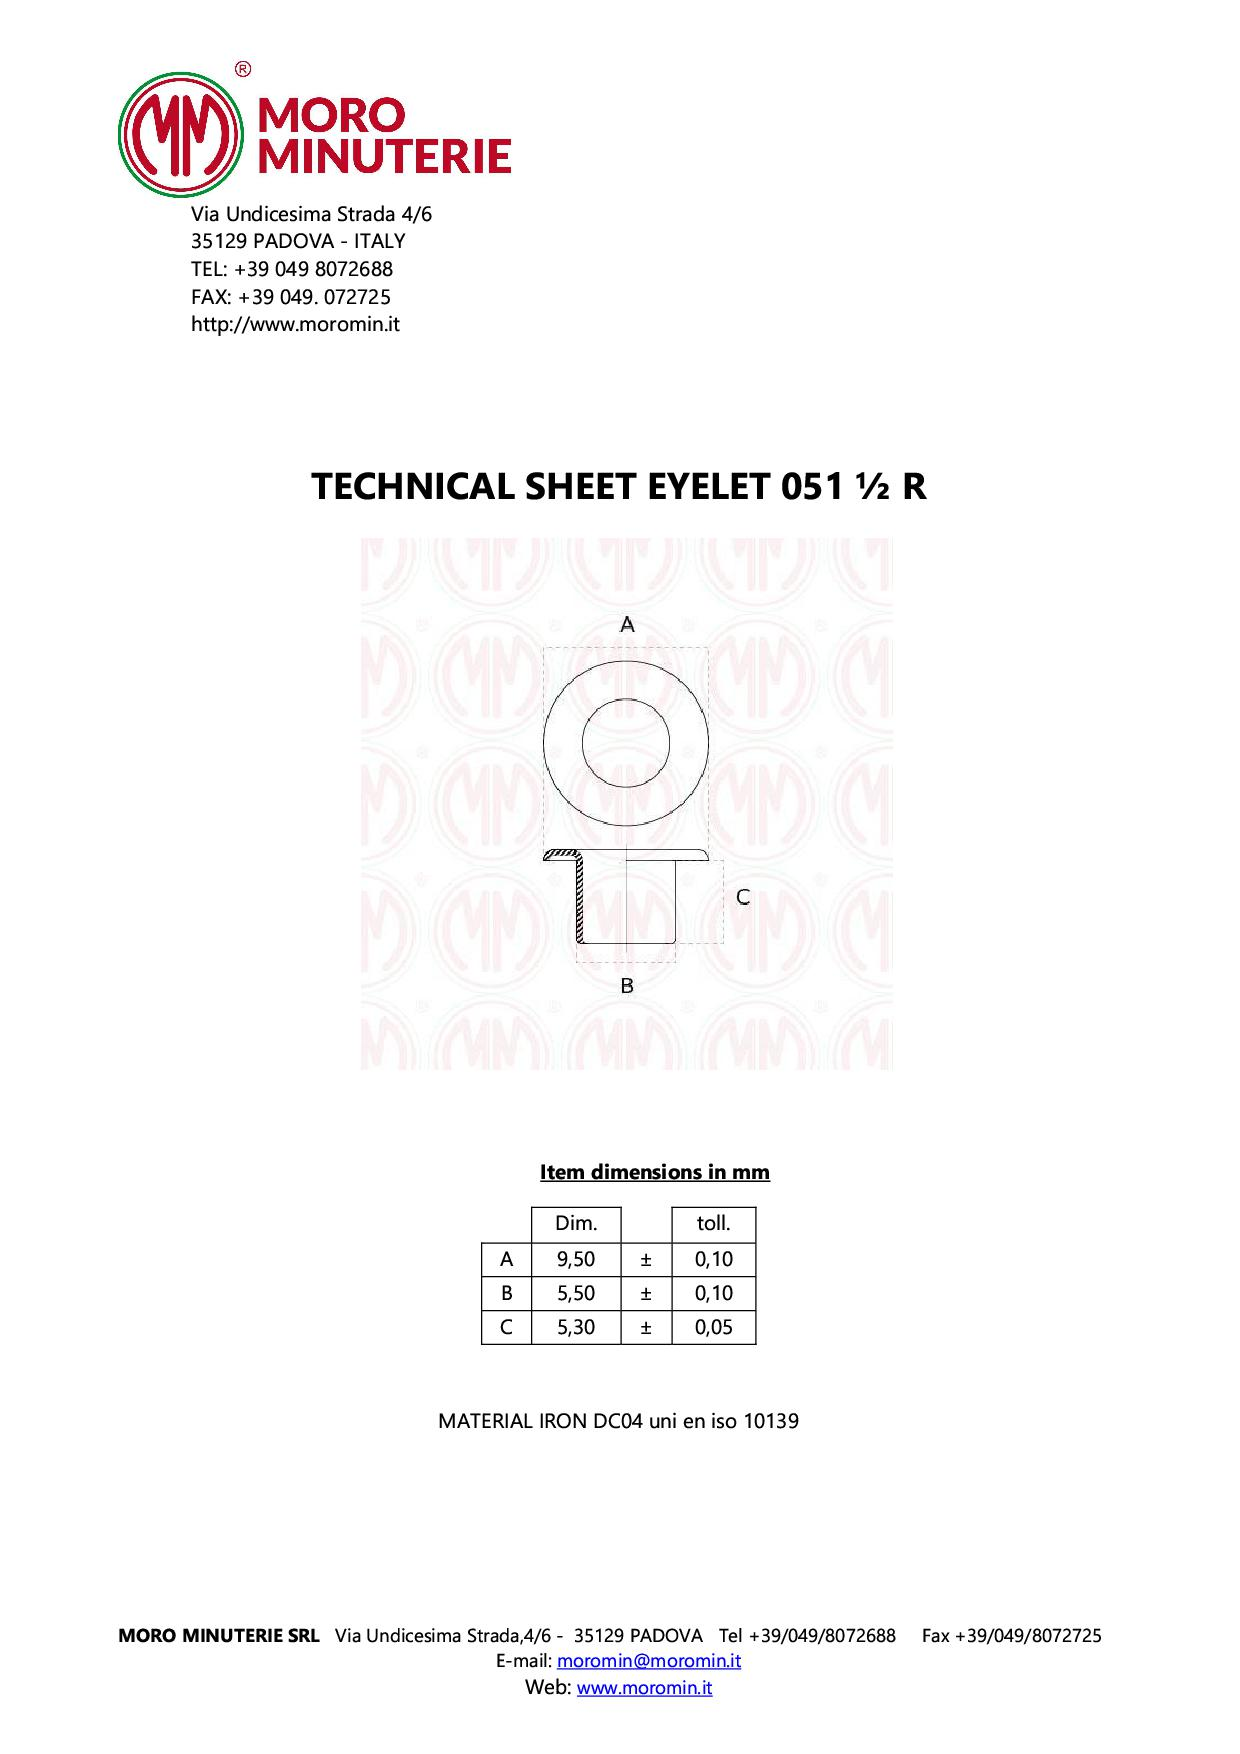 ®
MORO
MINUTERIE
Via Undicesima Strada 4/6
35129 PADOVA - ITALY
TEL: +39 049 8072688
FAX: +39 049. 072725
http://www.moromin.it
TECHNICAL SHEET EYELET 051 ½ R
A
C
B
Item dimensions in mm
Dim. toll.
A 9,50 ± 0,10
B 5,50 ± 0,10
C 5,30 ± 0,05
MATERIAL IRON DC04 uni en iso 10139
MORO MINUTERIE SRL Via Undicesima Strada,4/6 - 35129 PADOVA Tel +39/049/8072688 Fax +39/049/8072725
E-mail: moromin@moromin.it
Web: www.moromin.it